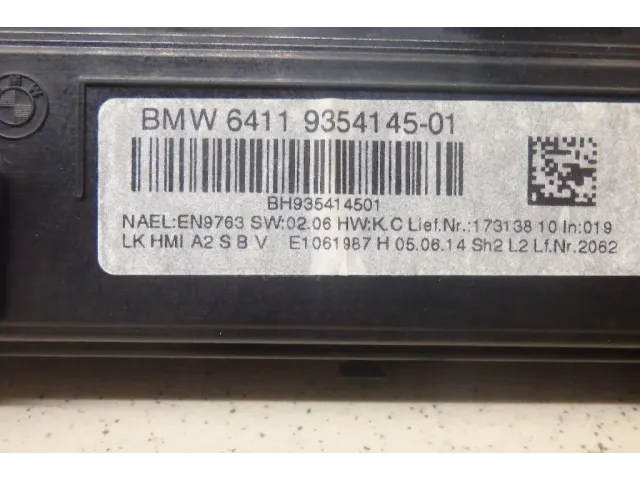 BMW
BMW 6411 9354145-01
BH935414501
NAEL:EN9763 SW:02.06 HW:K.C Lief.Nr.:173138 10 In:019
LK HMI A2 S B V E1061987 H 05.06.14 Sh2 L2 Lf.Nr.2062